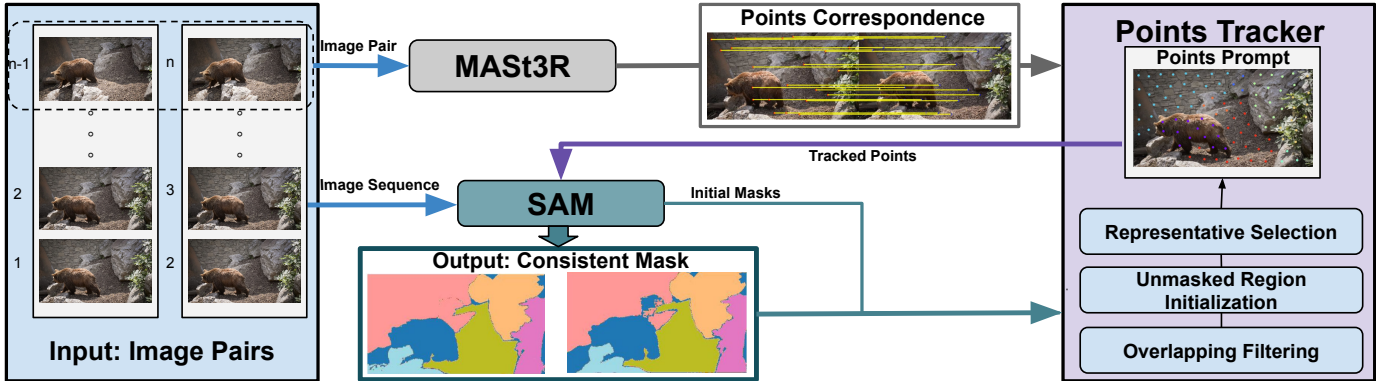 n-1
n
2
3
1
2
Input: Image Pairs
Image Pair
MASt3R
Points Correspondence
Image Sequence
SAM
Tracked Points
Initial Masks
Output: Consistent Mask
Points Tracker
Points Prompt
Representative Selection
Unmasked Region
Initialization
Overlapping Filtering